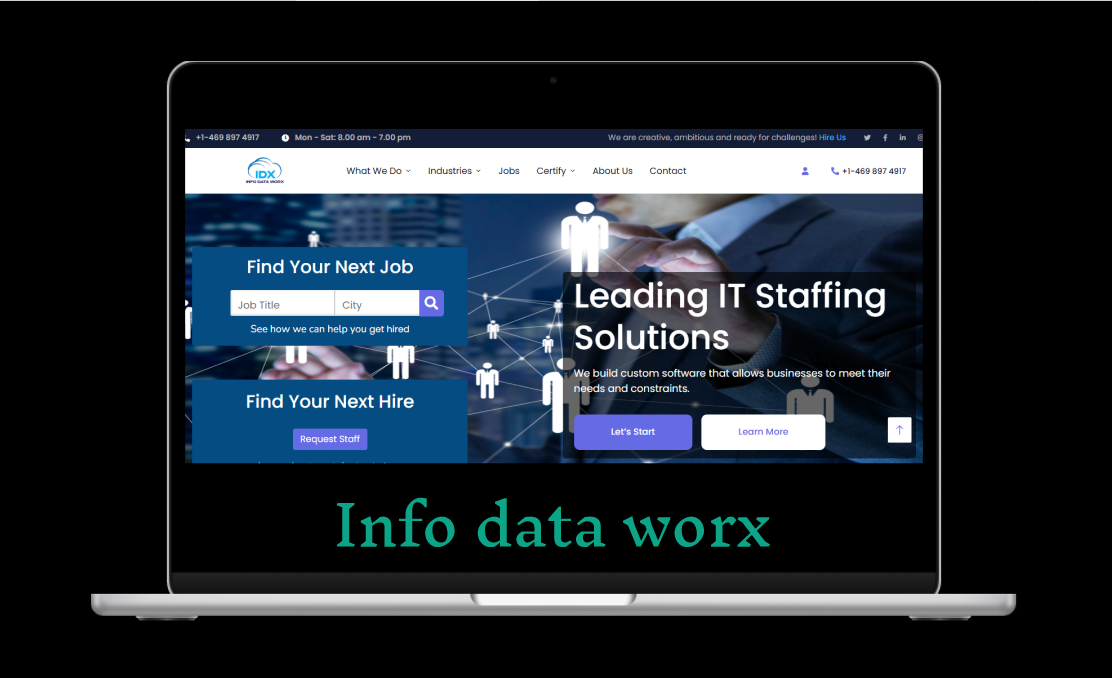 +1-469 897 4917
Mon - Sat: 8.00 am - 7.00 pm
We are creative, ambitious and ready for challenges! Hire Us
IDX
INFO DATA WORX
What We Do
Industries
Jobs
Certify
About Us
Contact
+1-469 897 4917
Find Your Next Job
Job Title
City
See how we can help you get hired
Find Your Next Hire
Request Staff
Leading IT Staffing
Solutions
We build custom software that allows businesses to meet their
needs and constraints.
Let's Start
Learn More
Info data worx